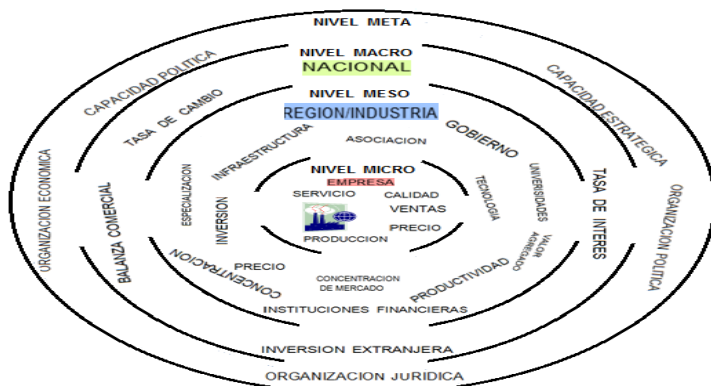 NIVEL META
NIVEL MACRO
NACIONAL
CAPACIDAD POLITICA
CAPACIDAD ESTRATEGICA
TASA DE CAMBIO
NIVEL MESO
REGION/INDUSTRIA
INFRAESTRUCTURA
ASOCIACION
GOBIERNO
NIVEL MICRO
EMPRESA
SERVICIO
CALIDAD
VENTAS
PRECIO
PRODUCCION
ESPECIALIZACION
INVERSION
TECNOLOGIA
UNIVERISIDADES
TASA DE INTERES
ORGANIZACION ECONOMICA
BALANZA COMERCIAL
ORGANIZACION POLITICA
VALOR
AGREGADO
PRECIO
CONCENTRACION
CONCENTRACION
DE MERCADO
PRODUCTIVIDAD
INSTITUCIONES FINANCIERAS
INVERSION EXTRANJERA
ORGANIZACION JURÍDICA